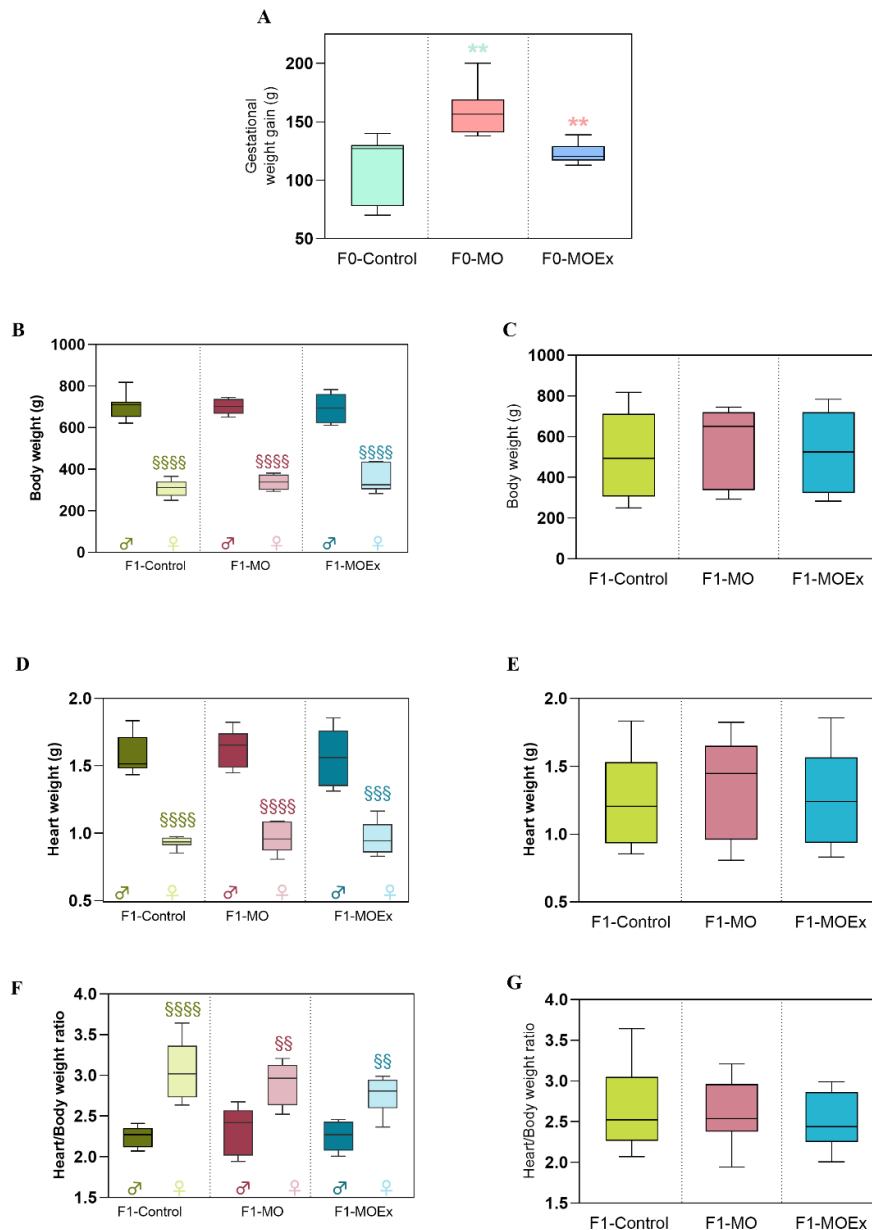 A
Gestational
weight gain (g)
200
150
100
50
**
**
F0-Control F0-MO F0-MOEx
B
Body weight (g)
1000
800
600
400
200
0
§§§§ §§§§ §§§§
♂ ♀ ♂ ♀ ♂ ♀
F1-Control F1-MO F1-MOEx
C
Body weight (g)
1000
800
600
400
200
0
F1-Control F1-MO F1-MOEx
D
Heart weight (g)
2.0
1.5
1.0
0.5
§§§§ §§§§ §§§
♂ ♀ ♂ ♀ ♂ ♀
F1-Control F1-MO F1-MOEx
E
Heart weight (g)
2.0
1.5
1.0
0.5
F1-Control F1-MO F1-MOEx
F
Heart/Body weight ratio
4.0
3.5
3.0
2.5
2.0
1.5
§§§§ §§ §§
♂ ♀ ♂ ♀ ♂ ♀
F1-Control F1-MO F1-MOEx
G
Heart/Body weight ratio
4.0
3.5
3.0
2.5
2.0
1.5
F1-Control F1-MO F1-MOEx